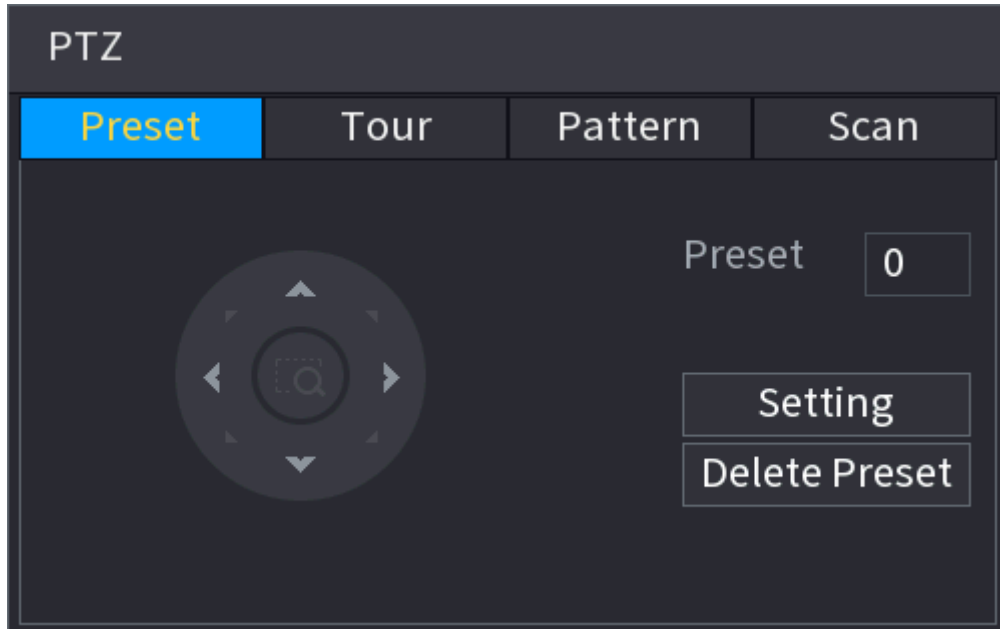 PTZ
Preset Tour Pattern Scan
Preset 0
Setting
Delete Preset